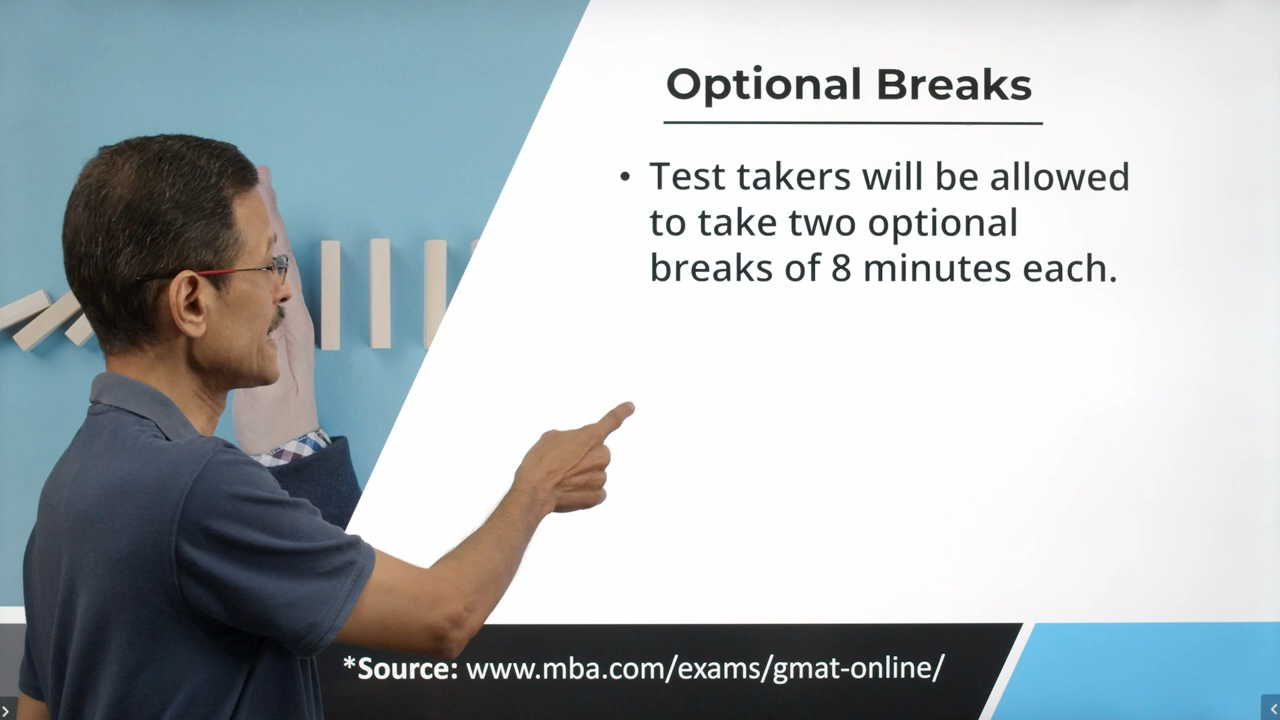 Optional Breaks
• Test takers will be allowed
to take two optional
breaks of 8 minutes each.
*Source: www.mba.com/exams/gmat-online/